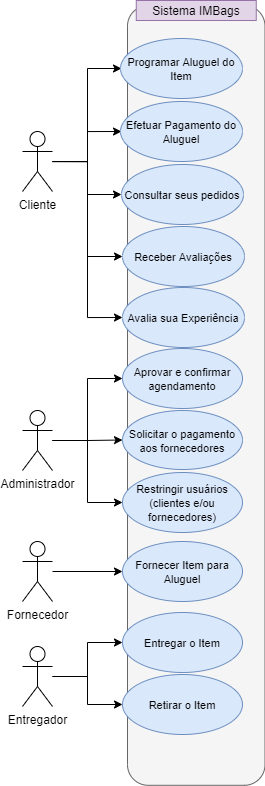 Sistema IMBags
Programar Aluguel do
Item
Efetuar Pagamento do
Aluguel
Cliente
Consultar seus pedidos
Receber Avaliações
Avalia sua Experiência
Aprovar e confirmar
agendamento
Solicitar o pagamento
aos fornecedores
Administrador
Restringir usuários
(clientes e/ou
fornecedores)
Fornecer Item para
Aluguel
Fornecedor
Entregar o Item
Entregador
Retirar o Item